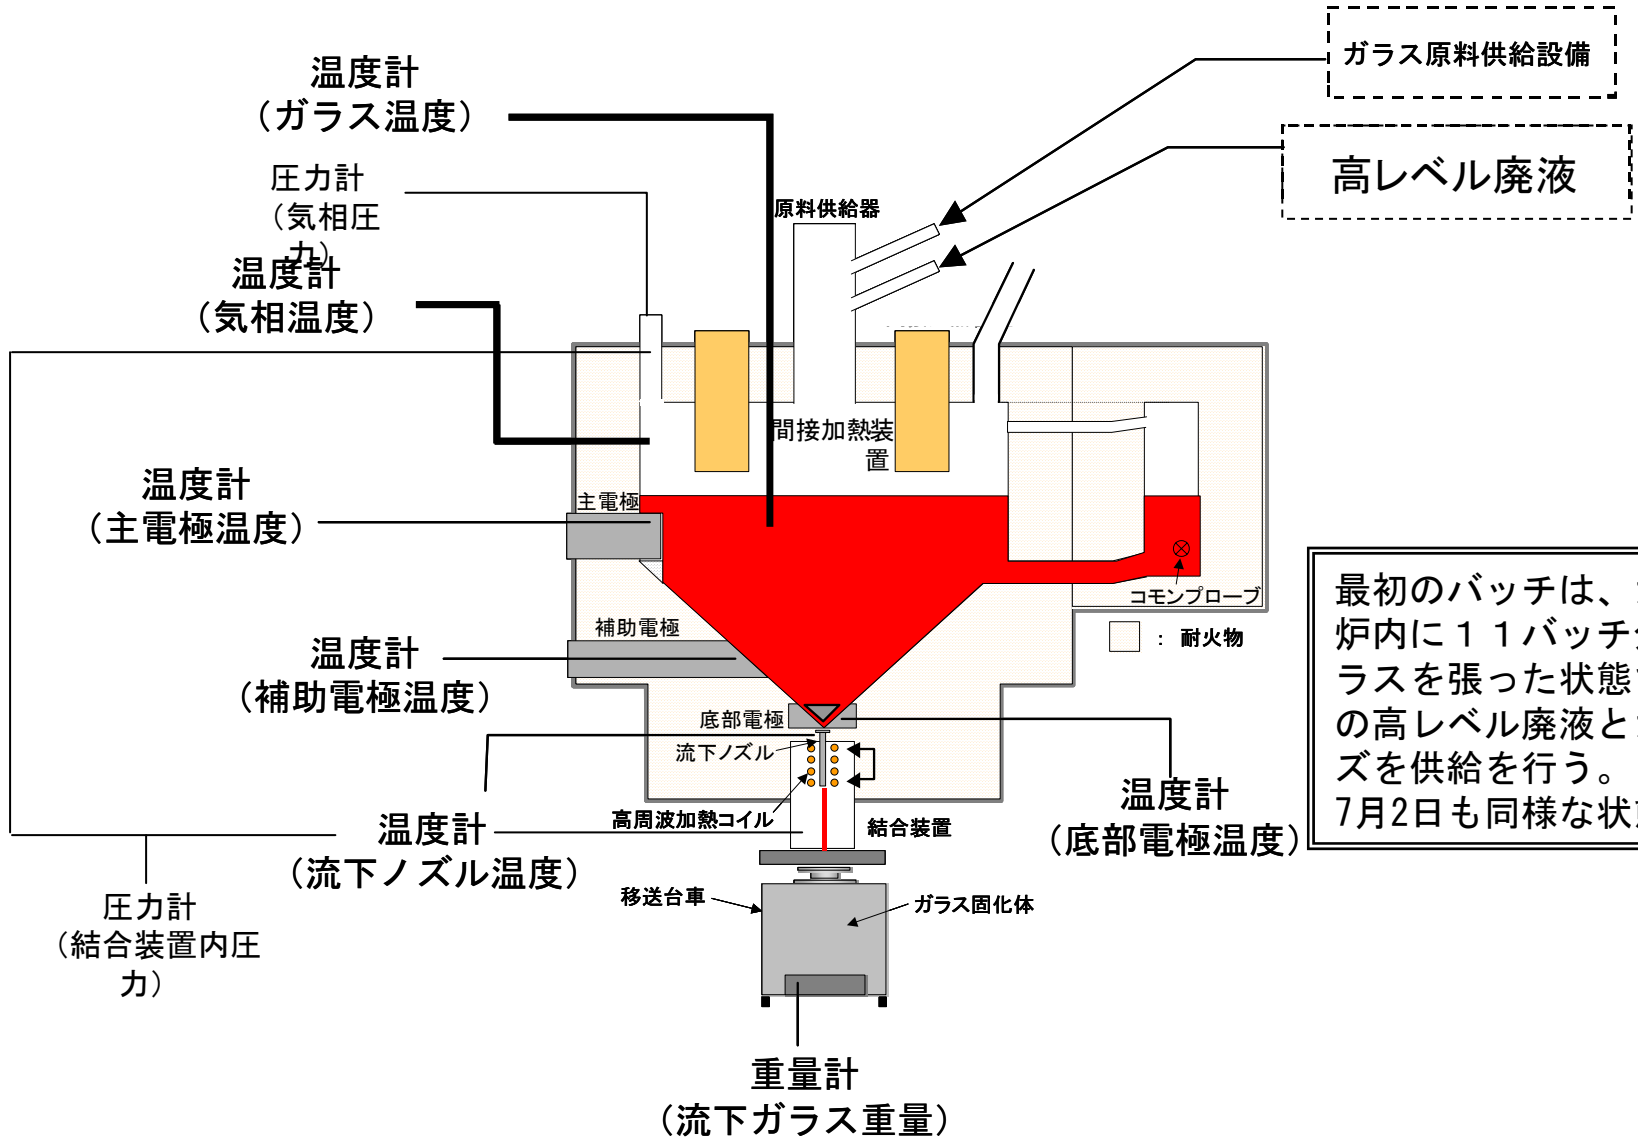 ガラス原料供給設備
高レベル廃液
温度計
（ガラス温度）
圧力計
（気相圧
力）
原料供給器
温度計
（気相温度）
間接加熱装
置
温度計
（主電極温度）
主電極
コモンプローブ
： 耐火物
補助電極
温度計
（補助電極温度）
底部電極
流下ノズル
温度計
（底部電極温度）
高周波加熱コイル
結合装置
温度計
（流下ノズル温度）
移送台車
ガラス固化体
圧力計
（結合装置内圧
力）
重量計
（流下ガラス重量）
最初のバッチは、
炉内に１１バッチ
ラスを張った状態
の高レベル廃液と
ズを供給を行う。
7月2日も同様な状